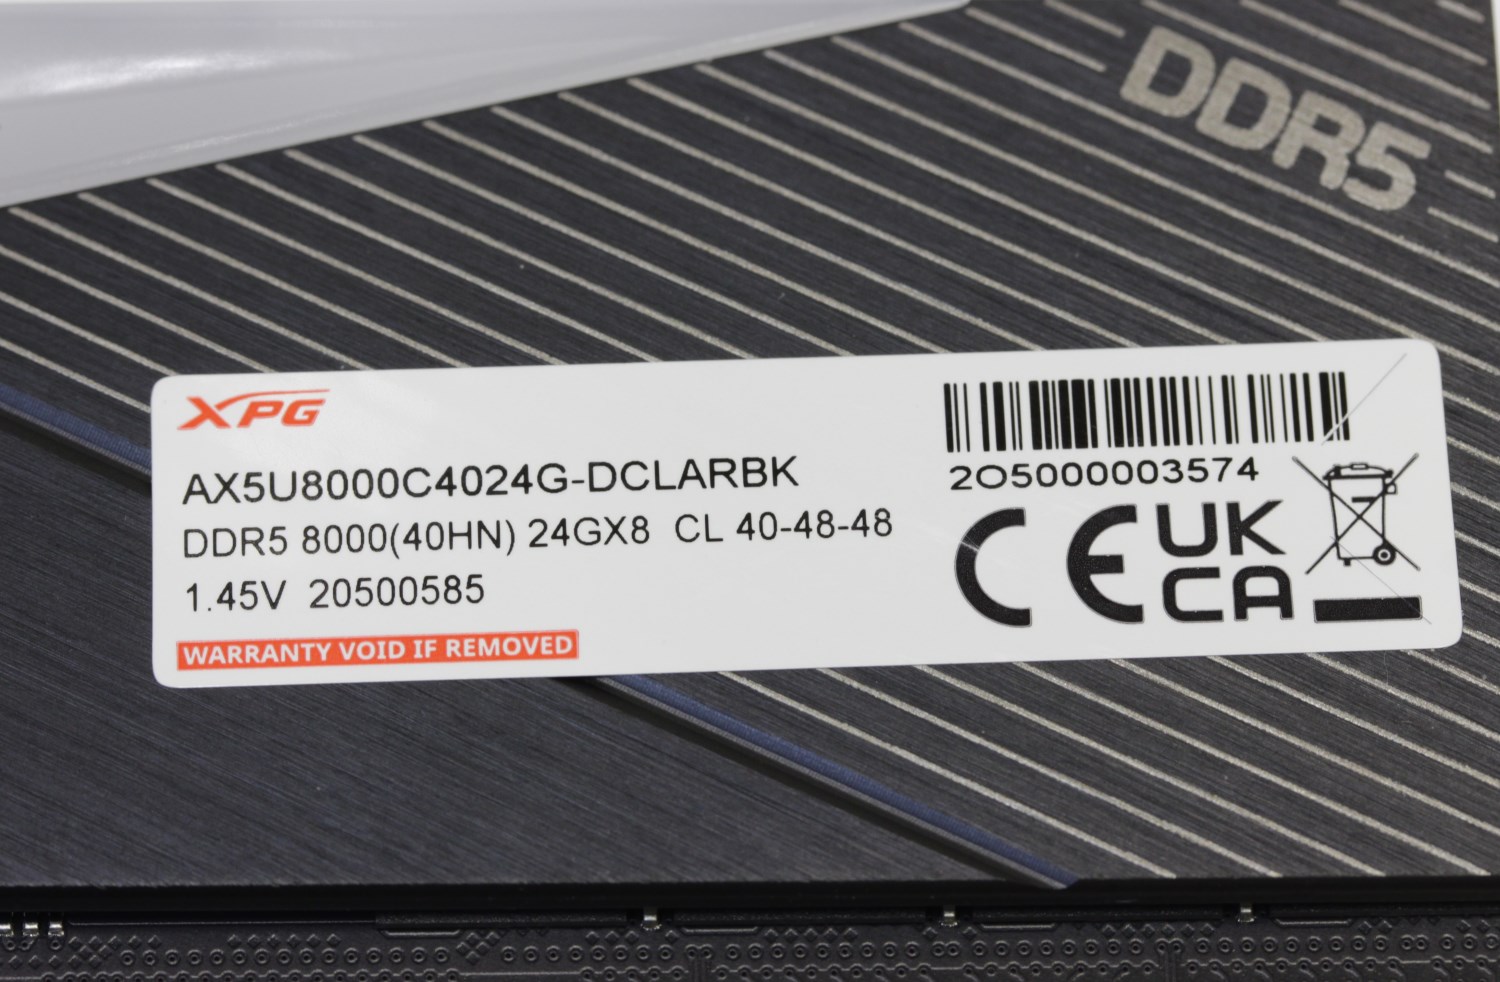 DDR5
XPG
AX5U8000C4024G-DCLARBK
DDR5 8000(40HN) 24GX8 CL 40-48-48
1.45V 20500585
WARRANTY VOID IF REMOVED
2O5000003574
CE
UK
CA